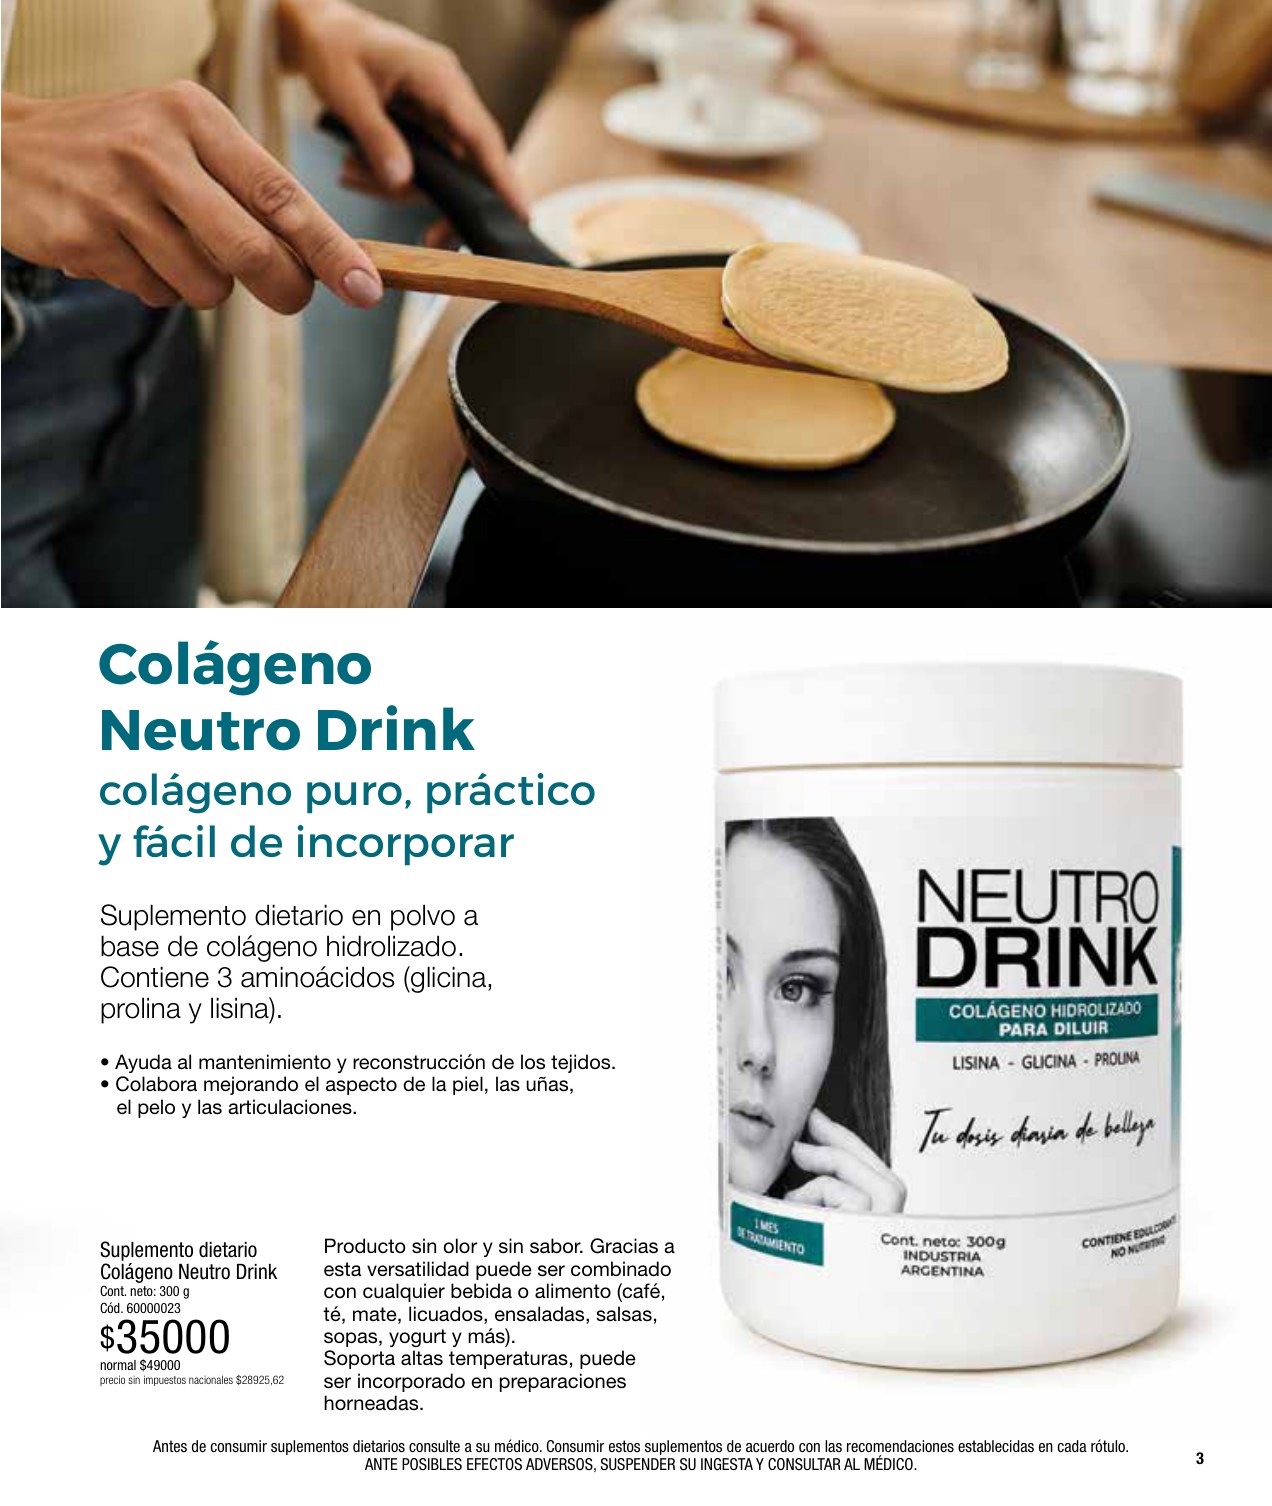 Colágeno
Neutro Drink
colágeno puro, práctico
y fácil de incorporar
Suplemento dietario en polvo a
base de colágeno hidrolizado.
Contiene 3 aminoácidos (glicina,
prolina y lisina).
• Ayuda al mantenimiento y reconstrucción de los tejidos.
• Colabora mejorando el aspecto de la piel, las uñas,
el pelo y las articulaciones.
Suplemento dietario
Colágeno Neutro Drink
Cont. neto: 300 g
Cód. 60000023
$35000
normal $49000
precio sin impuestos nacionales $28925,62
Producto sin olor y sin sabor. Gracias a
esta versatilidad puede ser combinado
con cualquier bebida o alimento (café,
té, mate, licuados, ensaladas, salsas,
sopas, yogurt y más).
Soporta altas temperaturas, puede
ser incorporado en preparaciones
horneadas.
NEUTRO
DRINK
COLÁGENO HIDROLIZADO
PARA DILUIR
LISINA - GLICINA - PROLINA
Tu dosis diaria de belleza
1 MES
DE TRATAMIENTO
Cont. neto: 300g
INDUSTRIA
ARGENTINA
CONTIENE EDULCORANTE
NO NUTRITIVO
Antes de consumir suplementos dietarios consulte a su médico. Consumir estos suplementos de acuerdo con las recomendaciones establecidas en cada rótulo.
ANTE POSIBLES EFECTOS ADVERSOS, SUSPENDER SU INGESTA Y CONSULTAR AL MÉDICO.
3